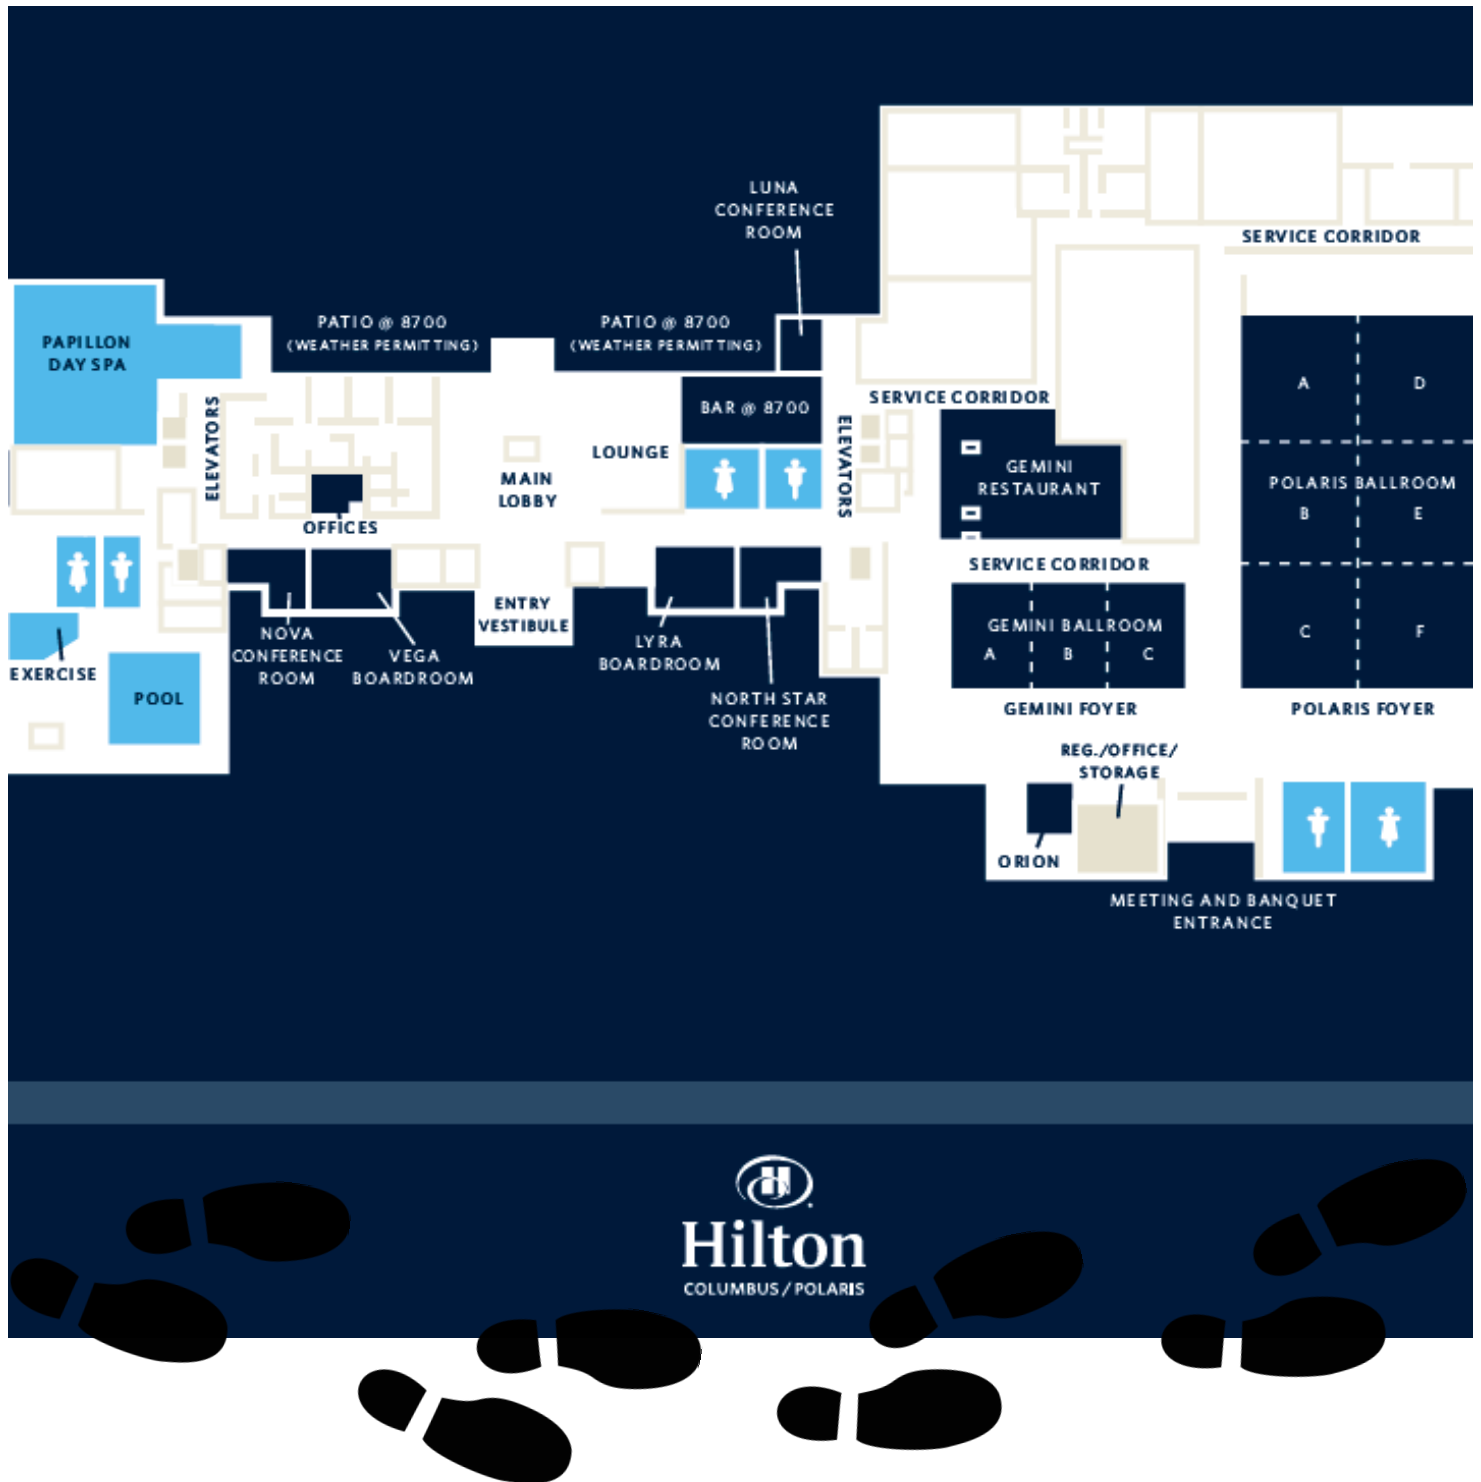 LUNA
CONFERENCE
ROOM
SERVICE CORRIDOR
PAPILLON
DAY SPA
PATIO @ 8700
(WEATHER PERMITTING)
PATIO @ 8700
(WEATHER PERMITTING)
ELEVATORS
BAR @ 8700
LOUNGE
MAIN
LOBBY
OFFICES
ELEVATORS
SERVICE CORRIDOR
GEMINI
RESTAURANT
SERVICE CORRIDOR
A
D
POLARIS BALLROOM
B
E
C
F
GEMINI BALLROOM
A
B
C
GEMINI FOYER
POLARIS FOYER
EXERCISE
POOL
NOVA
CONFERENCE
ROOM
VEGA
BOARDROOM
ENTRY
VESTIBULE
LYRA
BOARDROOM
NORTH STAR
CONFERENCE
ROOM
REG./OFFICE/
STORAGE
ORION
MEETING AND BANQUET
ENTRANCE
H
Hilton
COLUMBUS/POLARIS